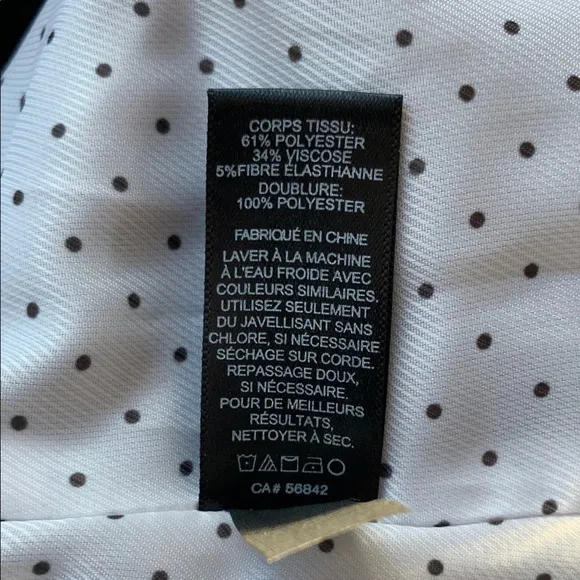 CORPS TISSU:
61% POLYESTER
34% VISCOSE
5%FIBRE ÉLASTHANNE
DOUBLURE:
100% POLYESTER
FABRIQUÉ EN CHINE
LAVER À LA MACHINE
À L'EAU FROIDE AVEC
COULEURS SIMILAIRES.
UTILISEZ SEULEMENT
DU JAVELLISANT SANS
CHLORE, SI NÉCESSAIRE.
SÉCHAGE SUR CORDE.
REPASSAGE DOUX,
SI NÉCESSAIRE.
POUR DE MEILLEURS
RÉSULTATS,
NETTOYER À SEC.
CA# 56842